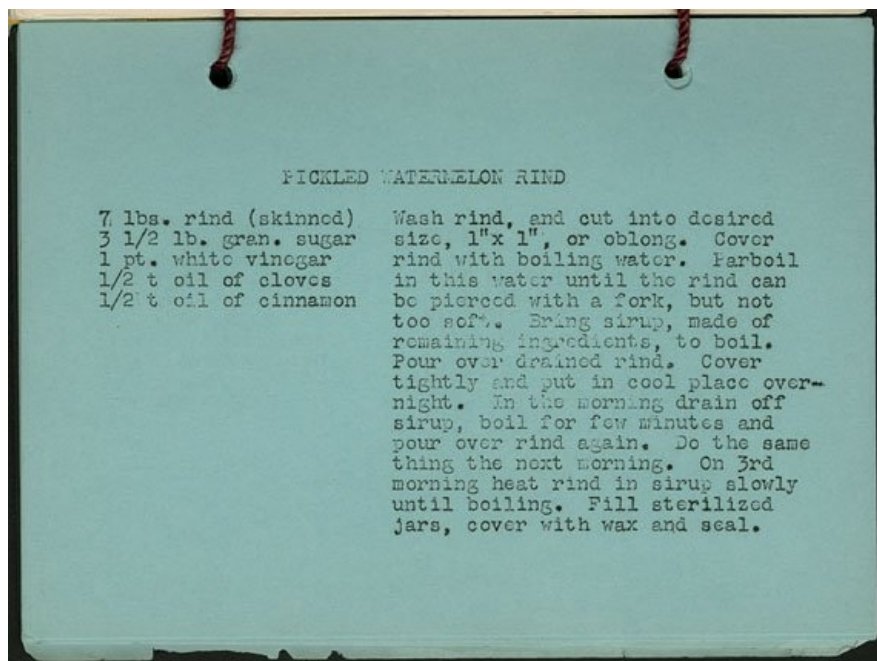 PICKLED WATERMELON RIND
7 lbs. rind (skinned)
3 1/2 lb. gran. sugar
1 pt. white vinegar
1/2 t oil of cloves
1/2 t oil of cinnamon
Wash rind, and cut into desired
size, 1"x 1", or oblong. Cover
rind with boiling water. Parboil
in this water until the rind can
be pierced with a fork, but not
too soft. Bring sirup, made of
remaining ingredients, to boil.
Pour over drained rind. Cover
tightly and put in cool place over-
night. In the morning drain off
sirup, boil for few minutes and
pour over rind again. Do the same
thing the next morning. On 3rd
morning heat rind in sirup slowly
until boiling. Fill sterilized
jars, cover with wax and seal.